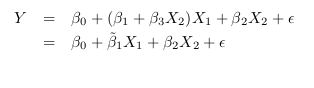 Y = β₀ + (β₁ + β₃X₂)X₁ + β₂X₂ + ϵ
= β₀ + β̃₁X₁ + β₂X₂ + ϵ